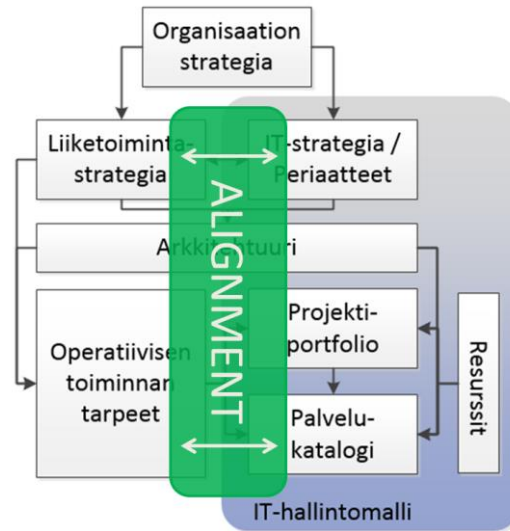 Organisaation
strategia
Liiketoiminta-
strategia
IT-strategia /
Periaatteet
Arkkitehtuuri
ALIGNMENT
Operatiivisen
toiminnan
tarpeet
Projekti-
portfolio
Palvelu-
katalogi
Resurssit
IT-hallintomalli